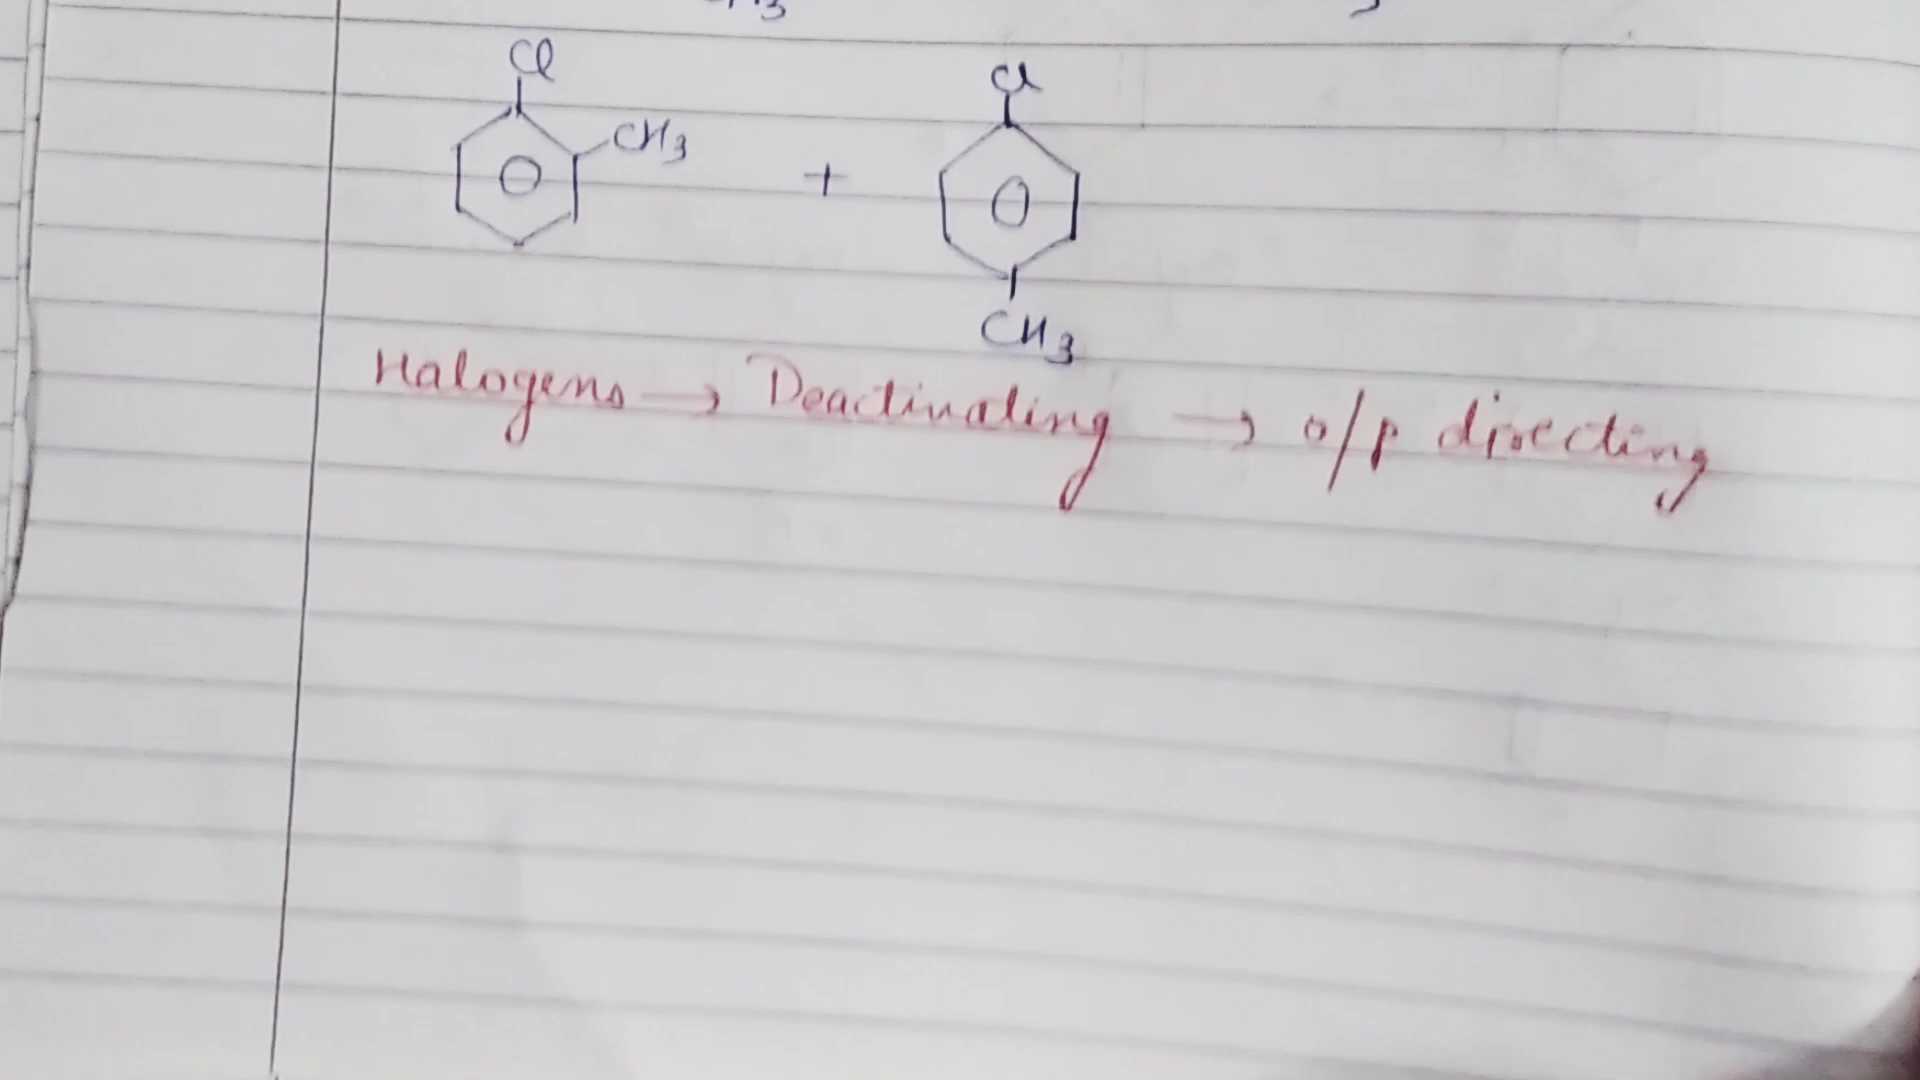 Cl Cl
CH3 + 
CH3
Halogens → Deactivating → o/p directing